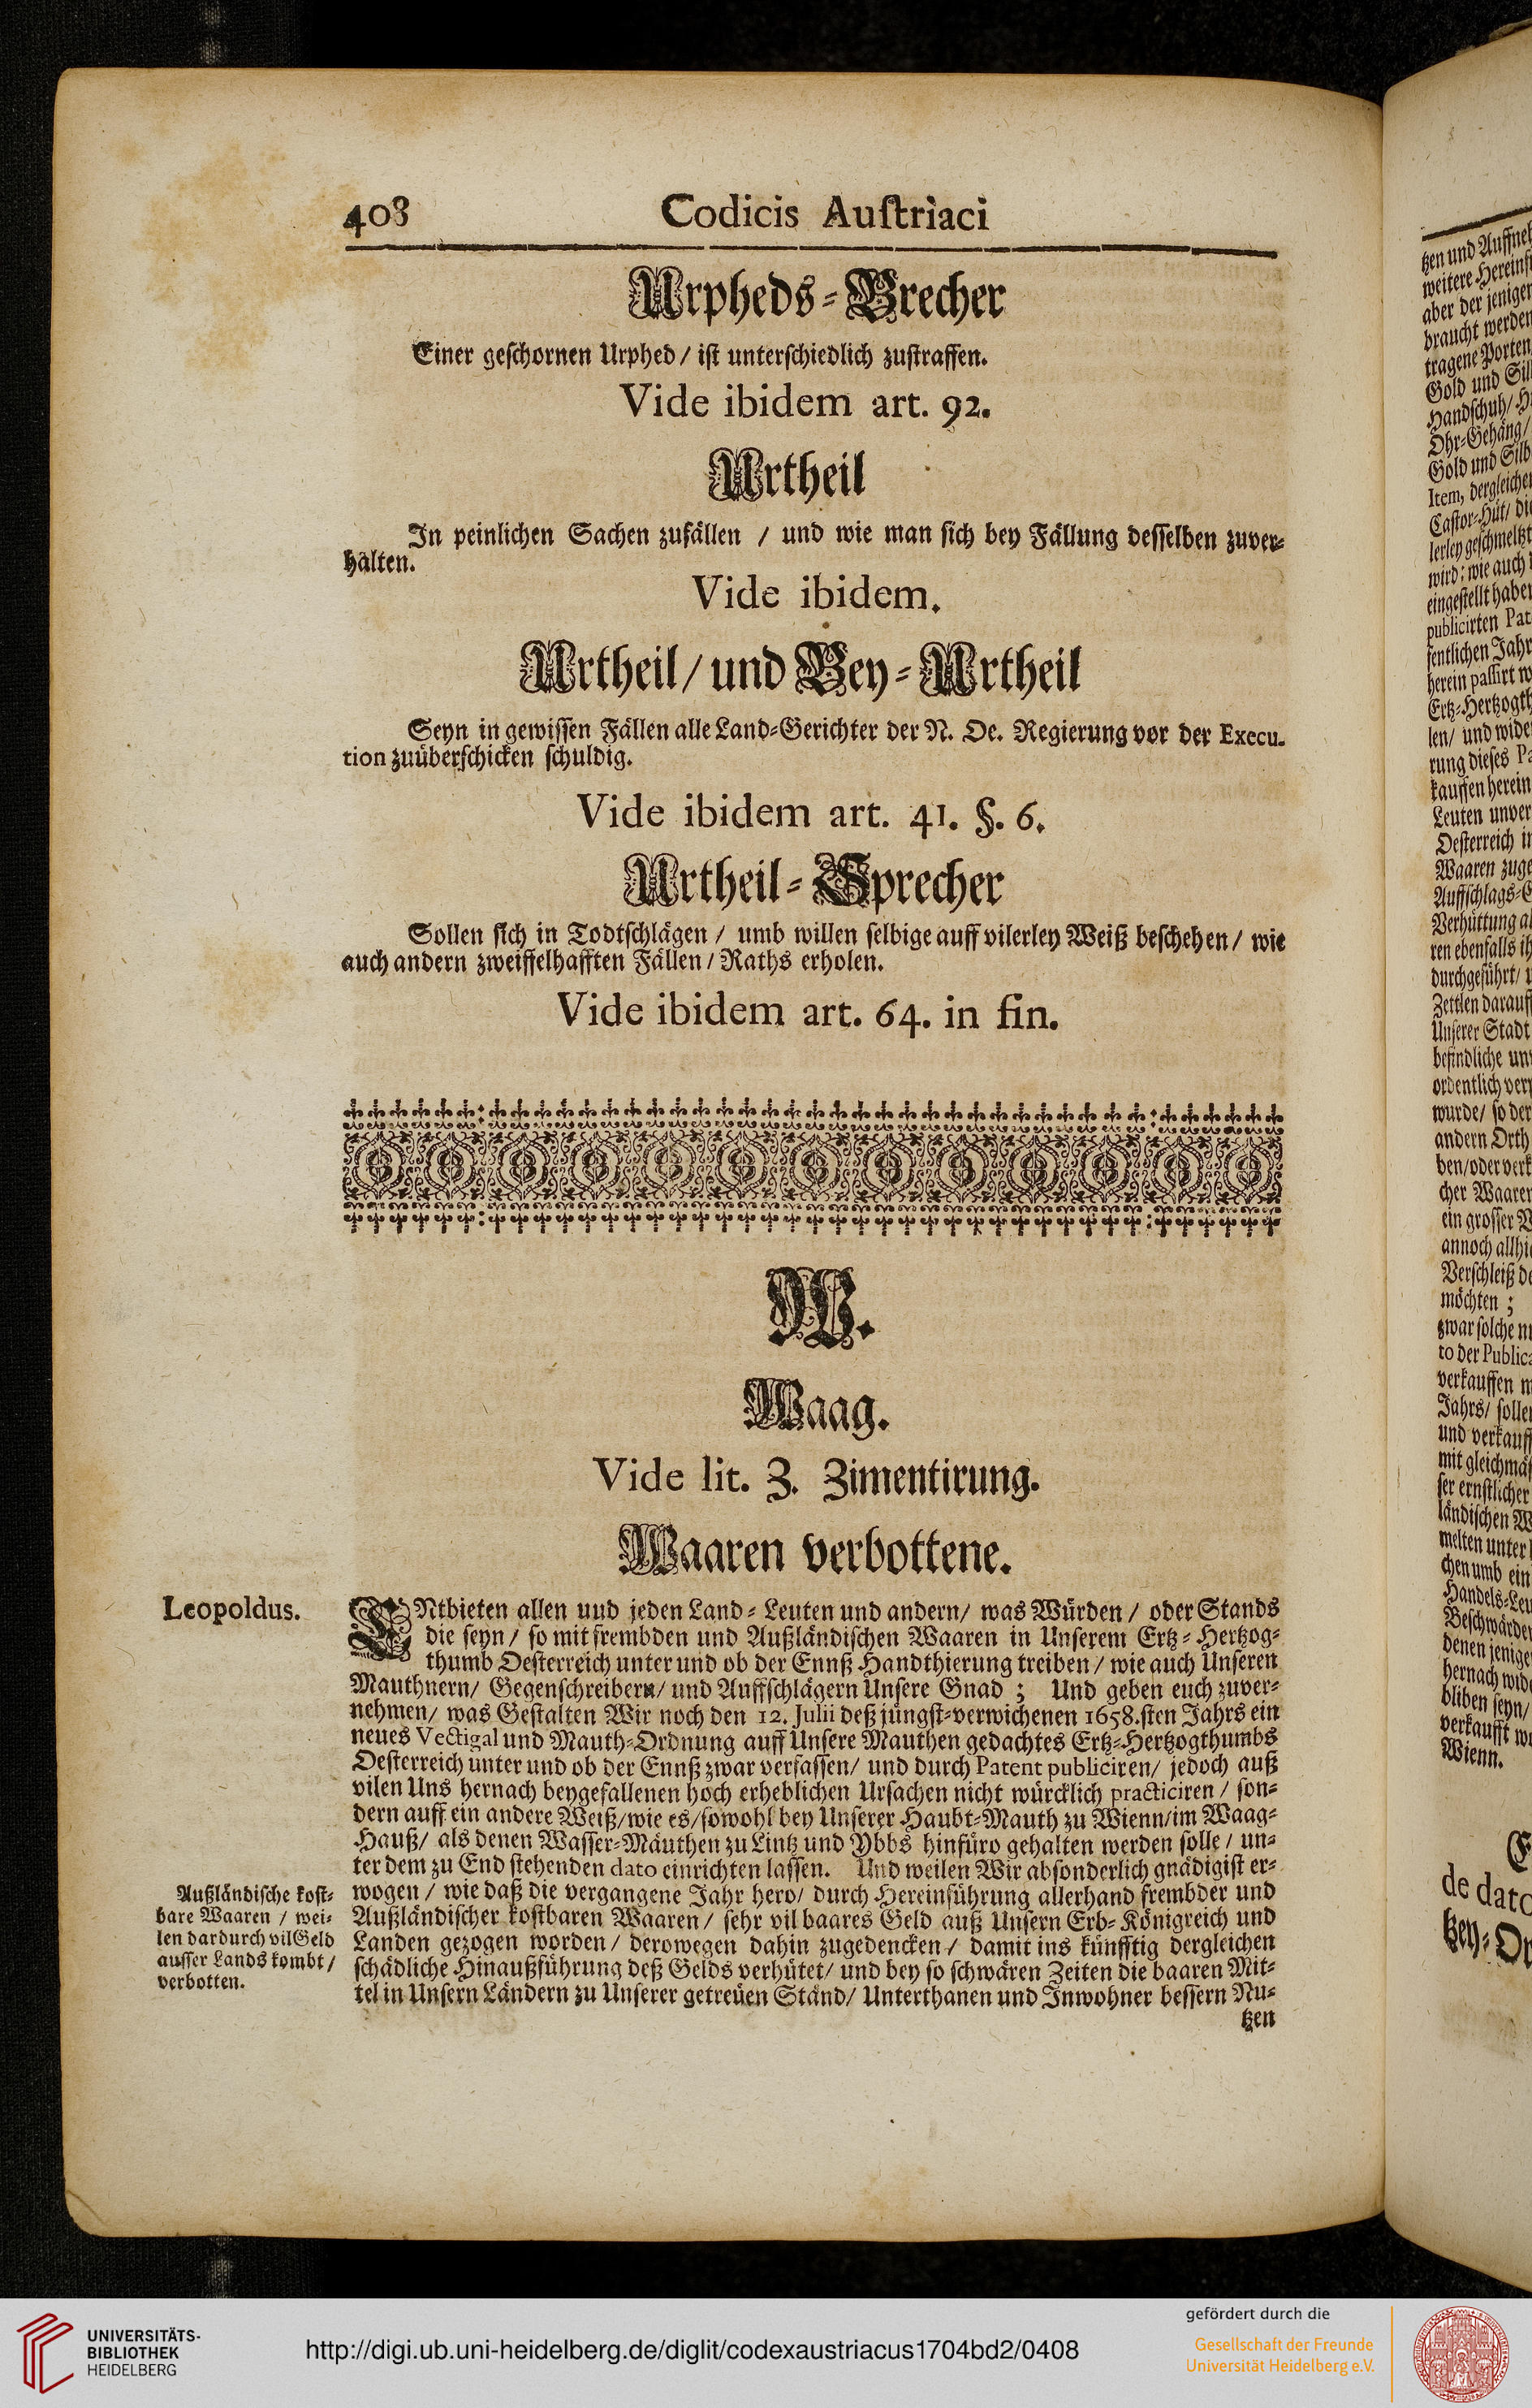 408 Codicis Auſtriaci
Urpheds-Brecher
Einer geſchornen Urphed / iſt unterſchiedlich zuſtraffen.
Vide ibidem art. 92.
Urtheil
In peinlichen Sachen zufällen / und wie man ſich bey Fällung deſſelben zuver-
halten.
Vide ibidem.
Urtheil / und Bey-Urtheil
Seyn in gewiſſen Fällen alle Land-Gerichter der N. Oe. Regierung vor der Execu-
tion zuüberſchicken ſchuldig.
Vide ibidem art. 41. §. 6.
Urtheil-Sprecher
Sollen ſich in Todtſchlägen / umb willen ſelbige auff vilerley Weiß beſchehen / wie
auch andern zweiffelhafften Fällen / Raths erholen.
Vide ibidem art. 64. in fin.
W.
Waag.
Vide lit. Z. Zimentirung.
Waaren verbottene.
Leopoldus.
ENtbieten allen und jeden Land-Leuten und andern / was Würden / oder Stands
die ſeyn / ſo mit frembden und Außländiſchen Waaren in Unſerem Ertz-Hertzog-
thumb Oeſterreich unter und ob der Ennß Handthierung treiben / wie auch Unſeren
Mauthnern / Gegenſchreibern / und Auffſchlägern Unſere Gnad ; Und geben euch zuver-
nehmen / was Geſtalten Wir noch den 12. Julii deß jüngſt-verwichenen 1658.ſten Jahrs ein
neues Vectigal und Mauth-Ordnung auff Unſere Mauthen gedachtes Ertz-Hertzogthumbs
Oeſterreich unter und ob der Ennß zwar verfaſſen / und durch Patent publiciren / jedoch auß
vilen Uns hernach beygefallenen hoch erheblichen Urſachen nicht würcklich practiciren / ſon-
dern auff ein andere Weiß / wie es / ſowohl bey Unſerer Haubt-Mauth zu Wienn / im Waag-
Hauß / als denen Waſſer-Mäuthen zu Lintz und Ybbs hinfüro gehalten werden ſolle / un-
ter dem zu End ſtehenden dato einrichten laſſen. Und weilen Wir abſonderlich gnädigiſt er-
wogen / wie daß die vergangene Jahr hero / durch Hereinführung allerhand frembder und
Außländiſcher koſtbaren Waaren / ſehr vil baares Geld auß Unſern Erb-Königreich und
Landen gezogen worden / derowegen dahin zugedencken / damit ins künfftig dergleichen
ſchädliche Hinaußführung deß Gelds verhütet / und bey ſo ſchwären Zeiten die baaren Mit-
tel in Unſern Ländern zu Unſerer getreüen Ständ / Unterthanen und Inwohner beſſern Nu-
tzen
Außländiſche koſt-
bare Waaren / wei-
len dardurch vil Geld
auſſer Lands kombt /
verbotten.
UNIVERSITÄTS-
BIBLIOTHEK
HEIDELBERG
http://digi.ub.uni-heidelberg.de/diglit/codexaustriacus1704bd2/0408
gefördert durch die
Gesellschaft der Freunde
Universität Heidelberg e.V.